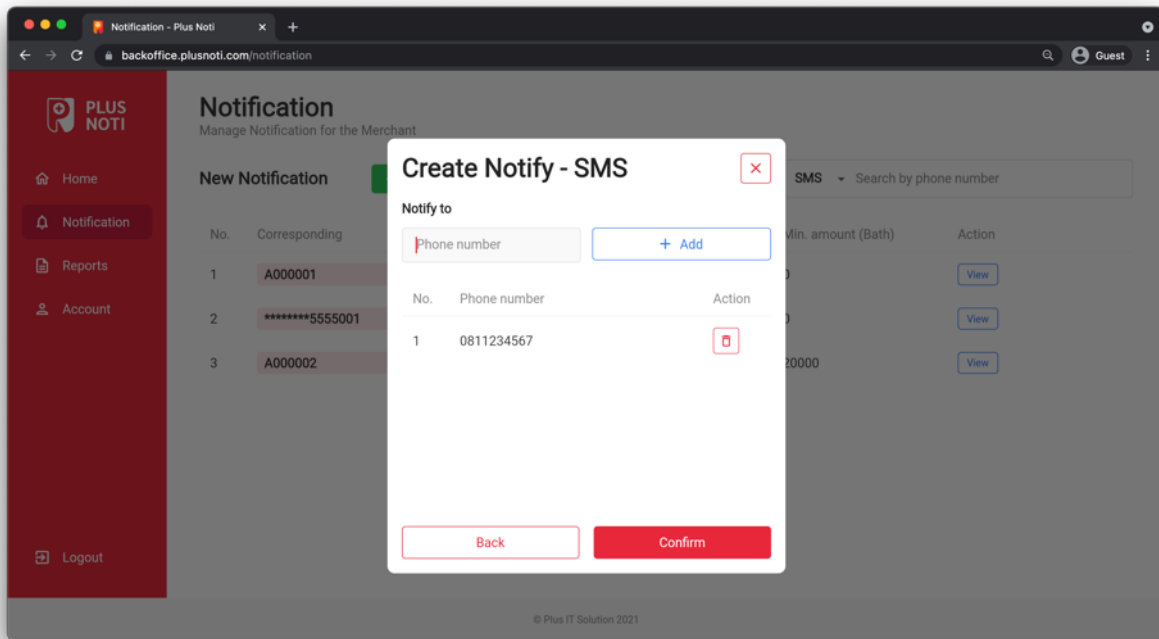 Notification - Plus Noti
backoffice.plusnoti.com/notification
Guest
PLUS
NOTI
Home
Notification
Reports
Account
Logout
Notification
Manage Notification for the Merchant
New Notification
SMS
Search by phone number
No. Corresponding
Min. amount (Bath)
Action
1 A000001
View
2 ********5555001
View
3 A000002
20000
View
Create Notify - SMS
Notify to
Phone number
+ Add
No. Phone number Action
1 0811234567
Back
Confirm
© Plus IT Solution 2021